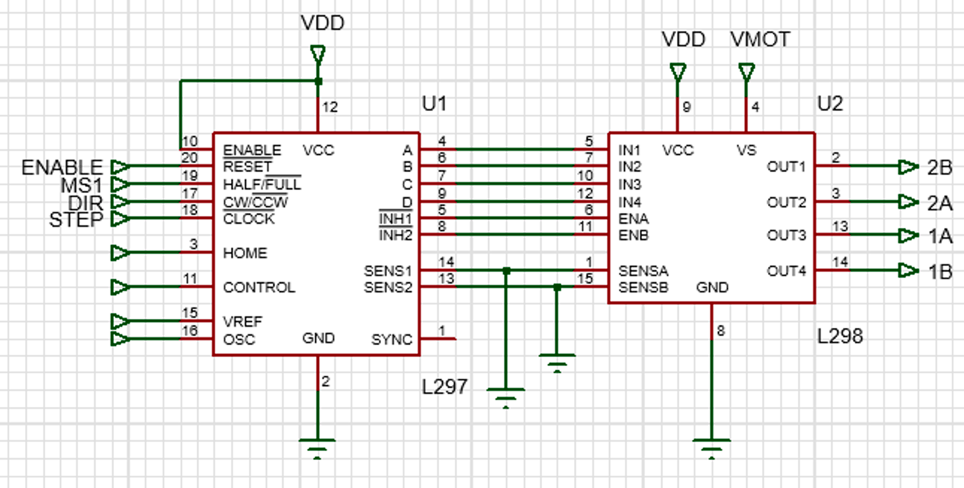 VDD
VDD VMOT
12 U1 9 4 U2
10 ENABLE VCC A 4 5 IN1 VCC VS
ENABLE 20 RESET B 6 7 IN2 OUT1 2 2B
MS1 19 HALF/FULL C 7 10 IN3
DIR 17 CW/CCW D 9 12 IN4 OUT2 3 2A
STEP 18 CLOCK INH1 5 6 ENA
INH2 8 11 ENB OUT3 13 1A
3 HOME
SENS1 14 1 SENSA OUT4 14 1B
11 CONTROL SENS2 13 15 SENSB GND
15 VREF
16 OSC GND SYNC 1 8 L298
2 L297